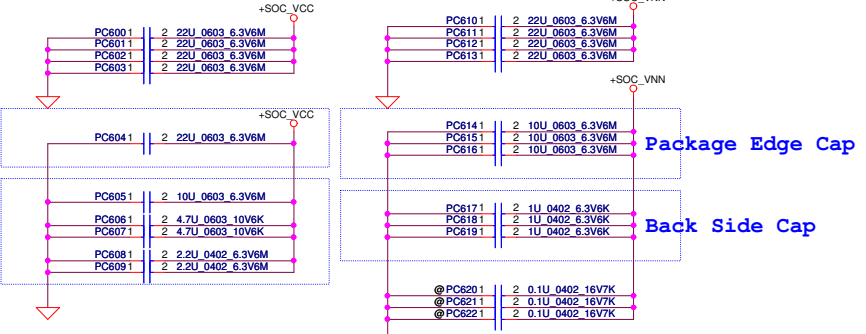 +SOC_VCC
PC600 1 2 22U_0603_6.3V6M
PC601 1 2 22U_0603_6.3V6M
PC602 1 2 22U_0603_6.3V6M
PC603 1 2 22U_0603_6.3V6M
+SOC_VNN
PC610 1 2 22U_0603_6.3V6M
PC611 1 2 22U_0603_6.3V6M
PC612 1 2 22U_0603_6.3V6M
PC613 1 2 22U_0603_6.3V6M
+SOC_VCC
PC604 1 2 22U_0603_6.3V6M
PC605 1 2 10U_0603_6.3V6M
PC606 1 2 4.7U_0603_10V6K
PC607 1 2 4.7U_0603_10V6K
PC608 1 2 2.2U_0402_6.3V6M
PC609 1 2 2.2U_0402_6.3V6M
+SOC_VNN
PC614 1 2 10U_0603_6.3V6M
PC615 1 2 10U_0603_6.3V6M
PC616 1 2 10U_0603_6.3V6M
Package Edge Cap
PC617 1 2 1U_0402_6.3V6K
PC618 1 2 1U_0402_6.3V6K
PC619 1 2 1U_0402_6.3V6K
Back Side Cap
@PC620 1 2 0.1U_0402_16V7K
@PC621 1 2 0.1U_0402_16V7K
@PC622 1 2 0.1U_0402_16V7K